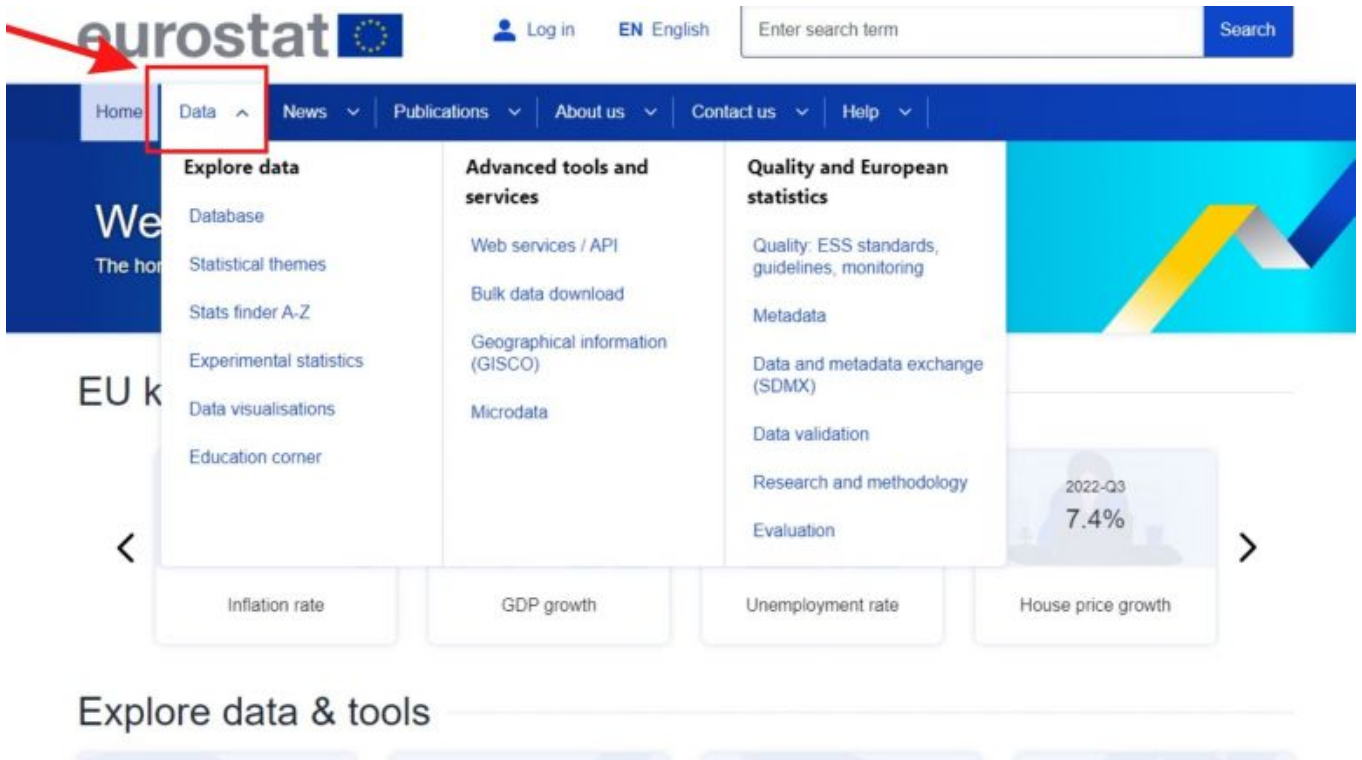 eurostat
Log in
EN English
Enter search term
Search
Home
Data
News
Publications
About us
Contact us
Help
Explore data
Database
Statistical themes
Stats finder A-Z
Experimental statistics
Data visualisations
Education corner
Advanced tools and
services
Web services / API
Bulk data download
Geographical information
(GISCO)
Microdata
Quality and European
statistics
Quality: ESS standards,
guidelines, monitoring
Metadata
Data and metadata exchange
(SDMX)
Data validation
Research and methodology
Evaluation
We
The hor
EU k
2022-Q3
7.4%
Inflation rate
GDP growth
Unemployment rate
House price growth
Explore data & tools